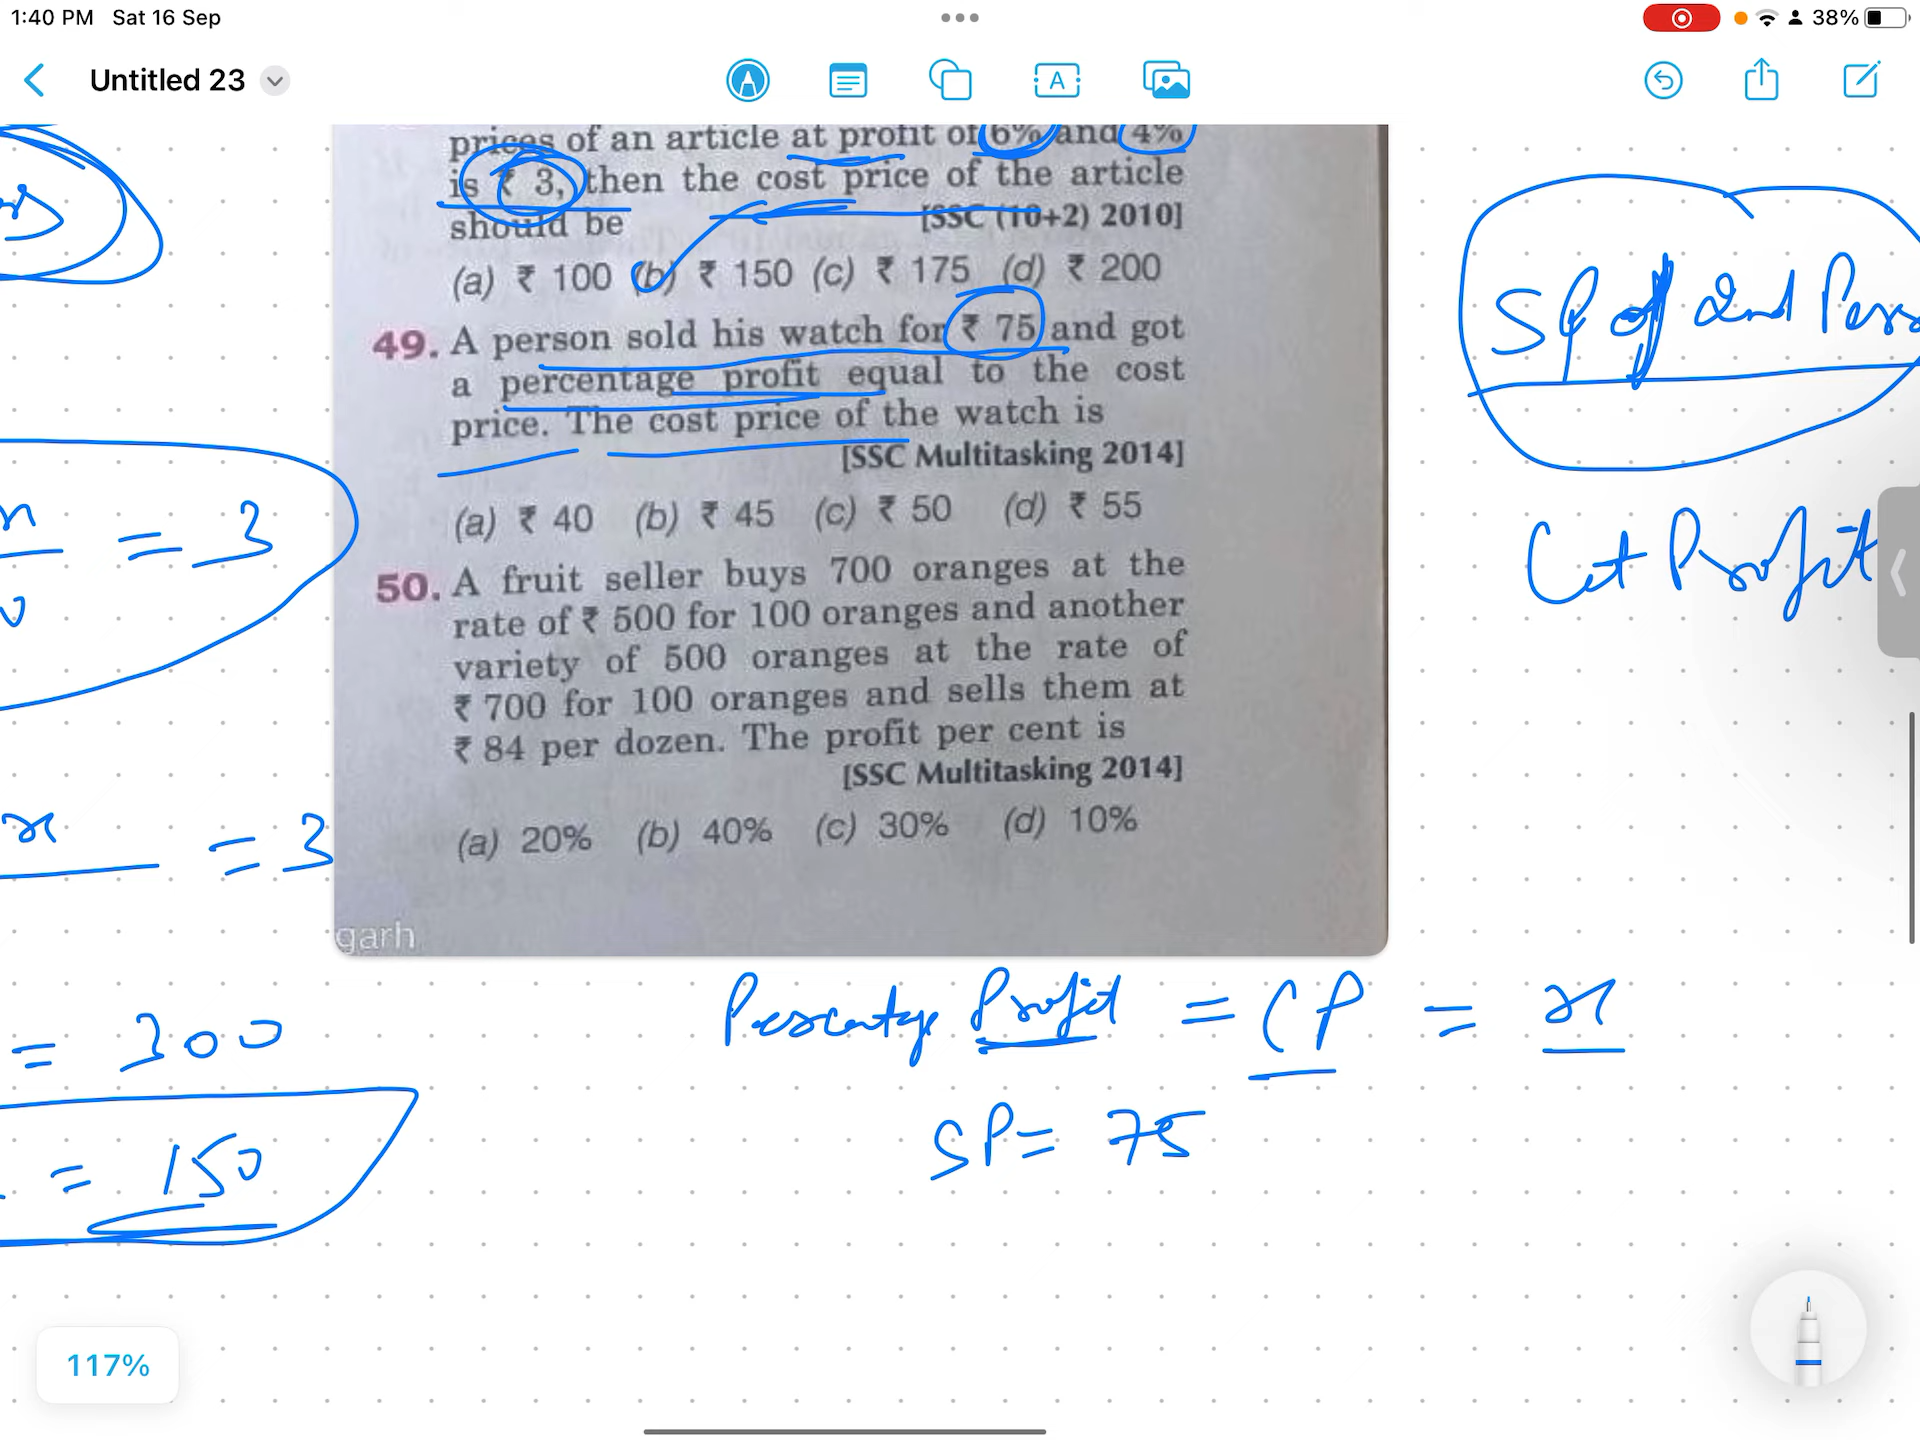 1:40 PM Sat 16 Sep
38%
Untitled 23
A
prices of an article at profit of 6% and 4%
is ₹ 3, then the cost price of the article
should be [SSC (10+2) 2010]
(a) ₹ 100 (b) ₹ 150 (c) ₹ 175 (d) ₹ 200
49. A person sold his watch for ₹ 75 and got
a percentage profit equal to the cost
price. The cost price of the watch is
[SSC Multitasking 2014]
(a) ₹ 40 (b) ₹ 45 (c) ₹ 50 (d) ₹ 55
50. A fruit seller buys 700 oranges at the
rate of ₹ 500 for 100 oranges and another
variety of 500 oranges at the rate of
₹ 700 for 100 oranges and sells them at
₹ 84 per dozen. The profit per cent is
[SSC Multitasking 2014]
(a) 20% (b) 40% (c) 30% (d) 10%
garh
= 3
= 3
= 300
= 150
2nd
Profit
Percentage Profit = CP = x
SP = 75
117%